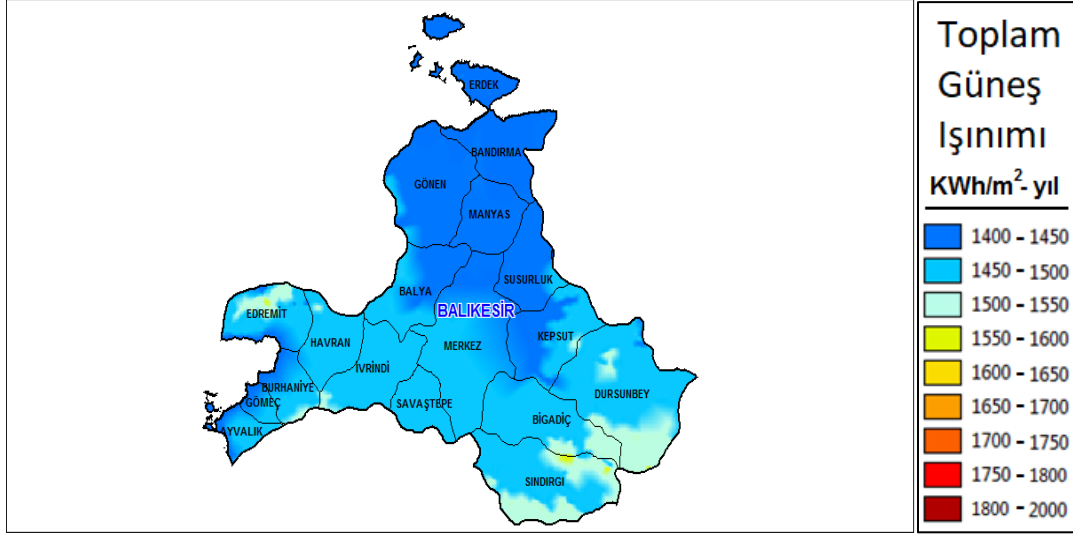 ERDEK
BANDIRMA
GÖNEN
MANYAS
SUSURLUK
BALYA
BALIKESİR
EDREMİT
HAVRAN
MERKEZ
KEPSUT
İVRİNDİ
BURHANİYE
DURSUNBEY
GÖMEÇ
SAVAŞTEPE
BİGADİÇ
AYVALIK
SINDIRGI
Toplam
Güneş
Işınımı
KWh/m²- yıl
1400 - 1450
1450 - 1500
1500 - 1550
1550 - 1600
1600 - 1650
1650 - 1700
1700 - 1750
1750 - 1800
1800 - 2000